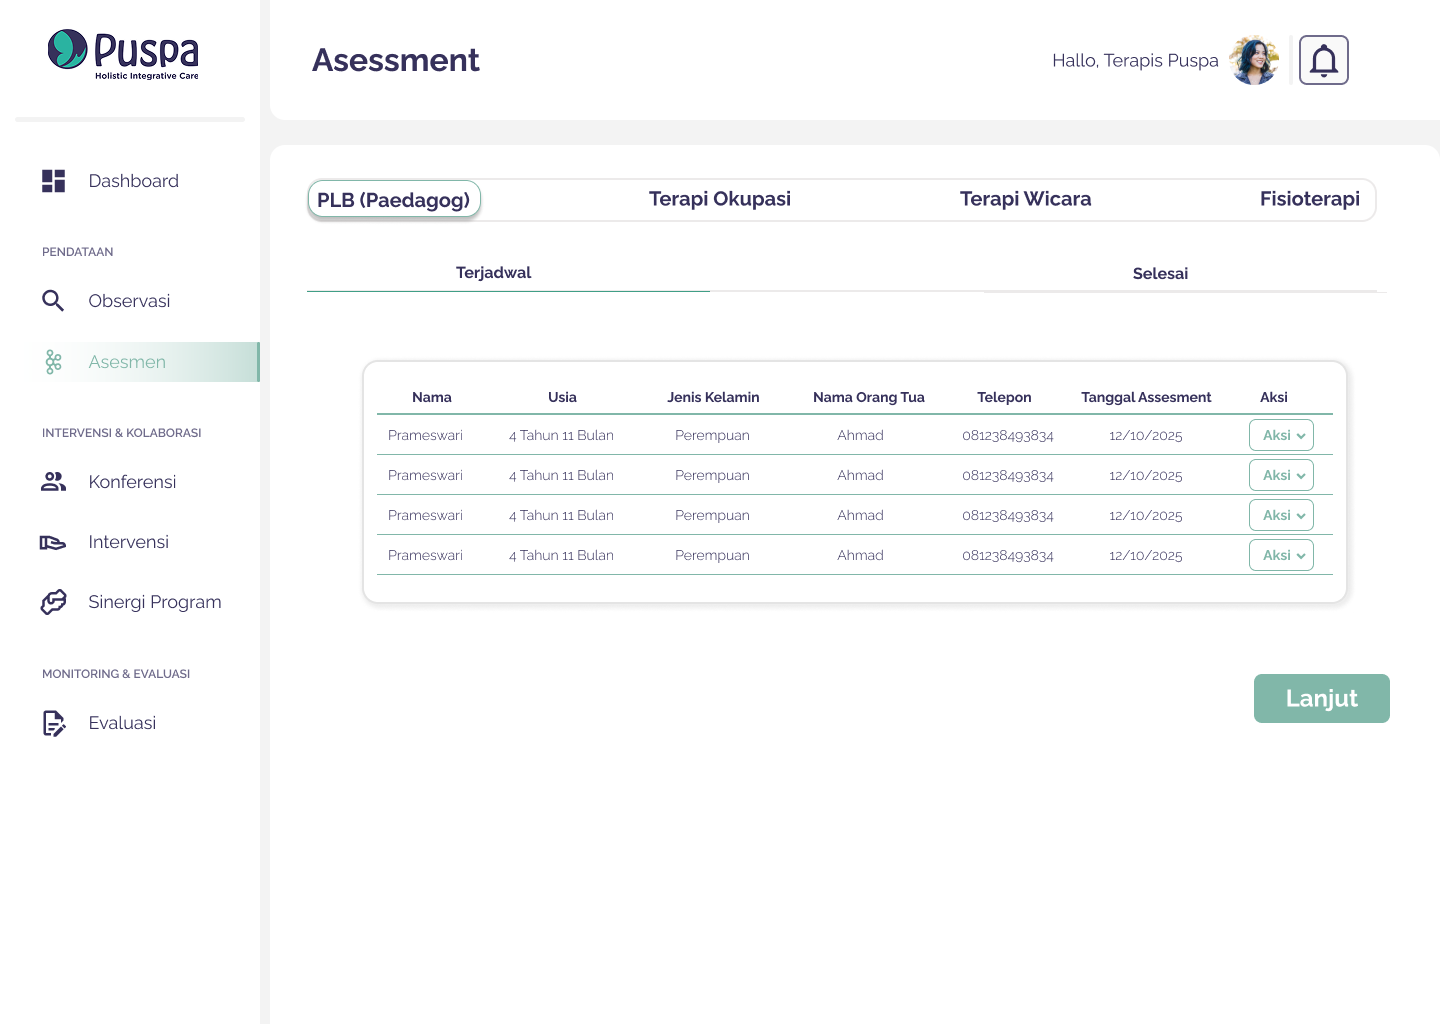 Puspa
Holistic Integrative Care
Asessment
Hallo, Terapis Puspa
Dashboard
PENDATAAN
Observasi
Asesmen
INTERVENSI & KOLABORASI
Konferensi
Intervensi
Sinergi Program
MONITORING & EVALUASI
Evaluasi
PLB (Paedagog) Terapi Okupasi Terapi Wicara Fisioterapi
Terjadwal Selesai
Nama Usia Jenis Kelamin Nama Orang Tua Telepon Tanggal Assesment Aksi
Prameswari 4 Tahun 11 Bulan Perempuan Ahmad 081238493834 12/10/2025 Aksi
Prameswari 4 Tahun 11 Bulan Perempuan Ahmad 081238493834 12/10/2025 Aksi
Prameswari 4 Tahun 11 Bulan Perempuan Ahmad 081238493834 12/10/2025 Aksi
Prameswari 4 Tahun 11 Bulan Perempuan Ahmad 081238493834 12/10/2025 Aksi
Lanjut